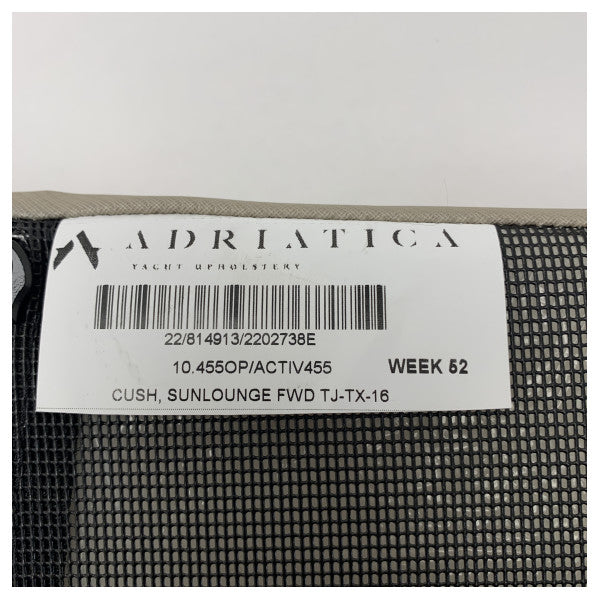 ADRIATICA
YACHT UPHOLSTERY
22/814913/2202738E
10.455OP/ACTIV455 WEEK 52
CUSH, SUNLOUNGE FWD TJ-TX-16